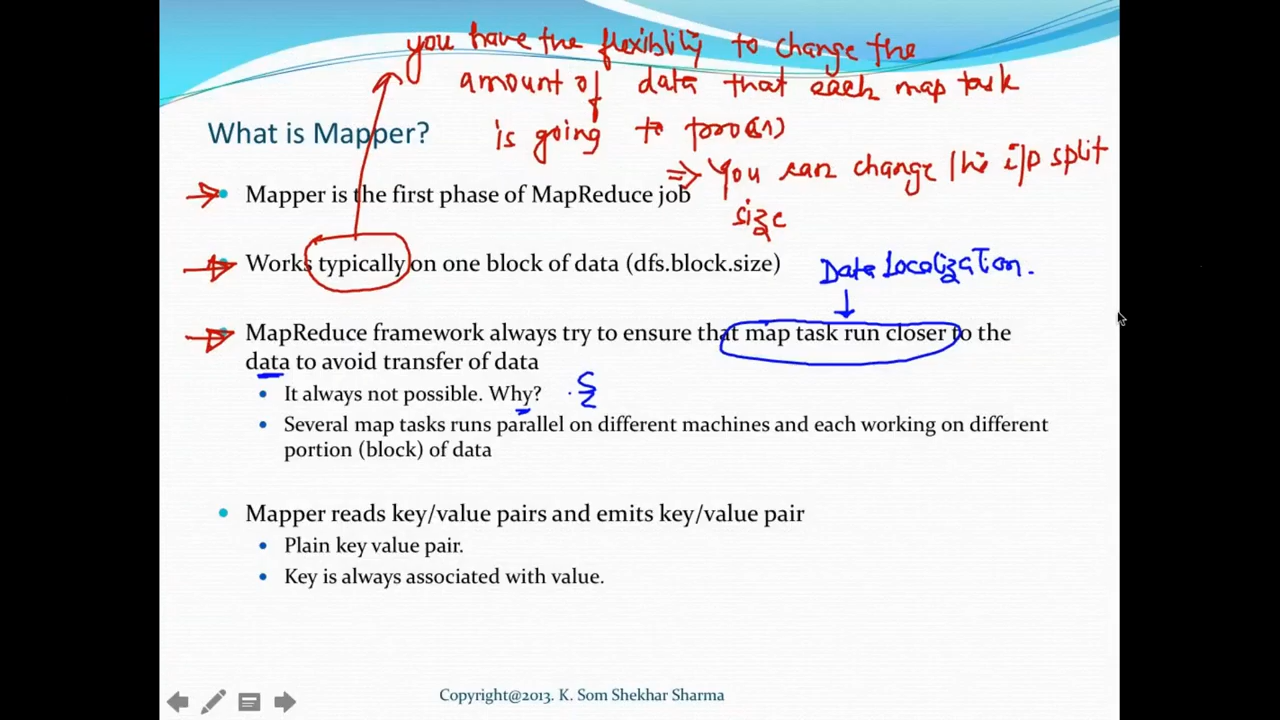 you have the flexiblity to change the
amount of data that each map task
is going to process
What is Mapper?
⇒ You can change the i/p split
size
Mapper is the first phase of MapReduce job
Works typically on one block of data (dfs.block.size)
Data Localization.
MapReduce framework always try to ensure that map task run closer to the
data to avoid transfer of data
It always not possible. Why?
Several map tasks runs parallel on different machines and each working on different
portion (block) of data
Mapper reads key/value pairs and emits key/value pair
Plain key value pair.
Key is always associated with value.
Copyright@2013. K. Som Shekhar Sharma